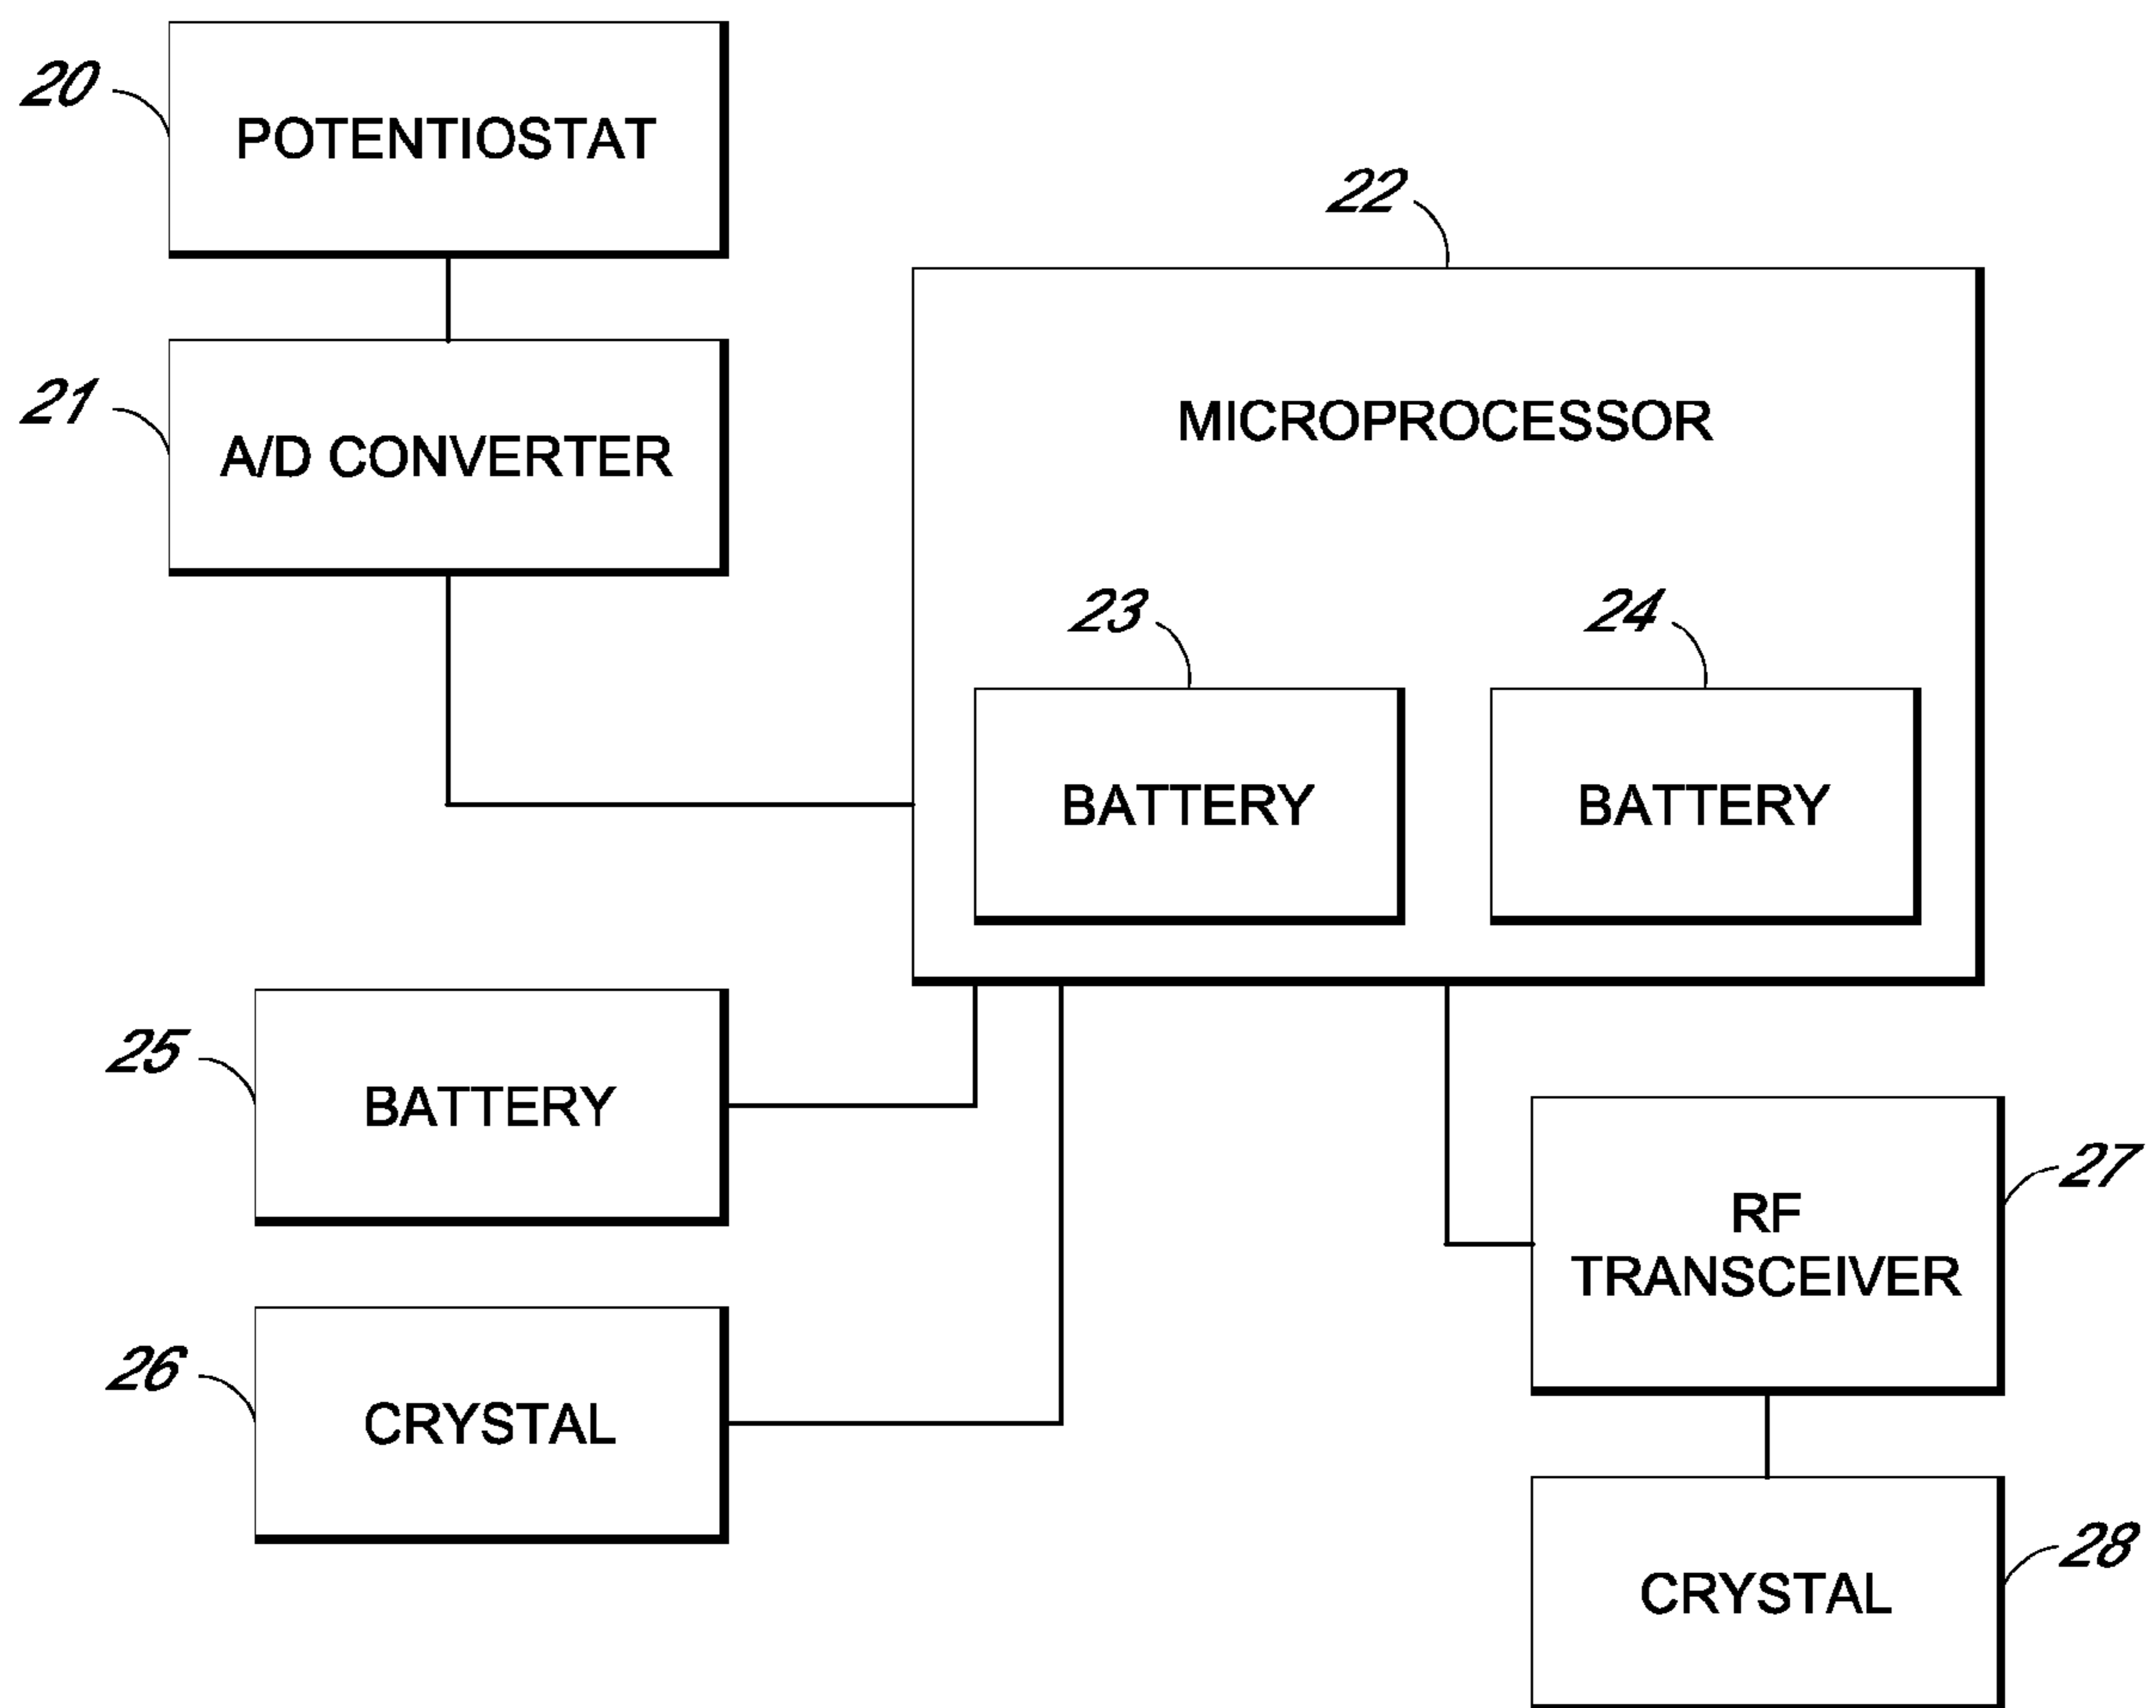 20
POTENTIOSTAT
21
A/D CONVERTER
22
MICROPROCESSOR
23
BATTERY
24
BATTERY
25
BATTERY
26
CRYSTAL
27
RF
TRANSCEIVER
28
CRYSTAL